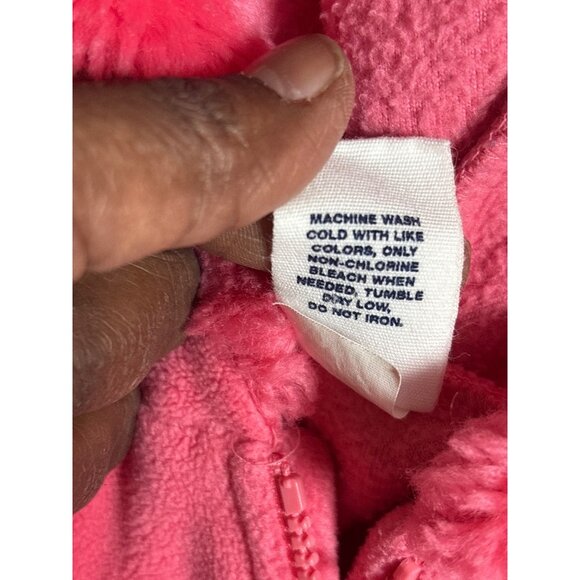 MACHINE WASH
COLD WITH LIKE
COLORS, ONLY
NON-CHLORINE
BLEACH WHEN
NEEDED, TUMBLE
DRY LOW,
DO NOT IRON.